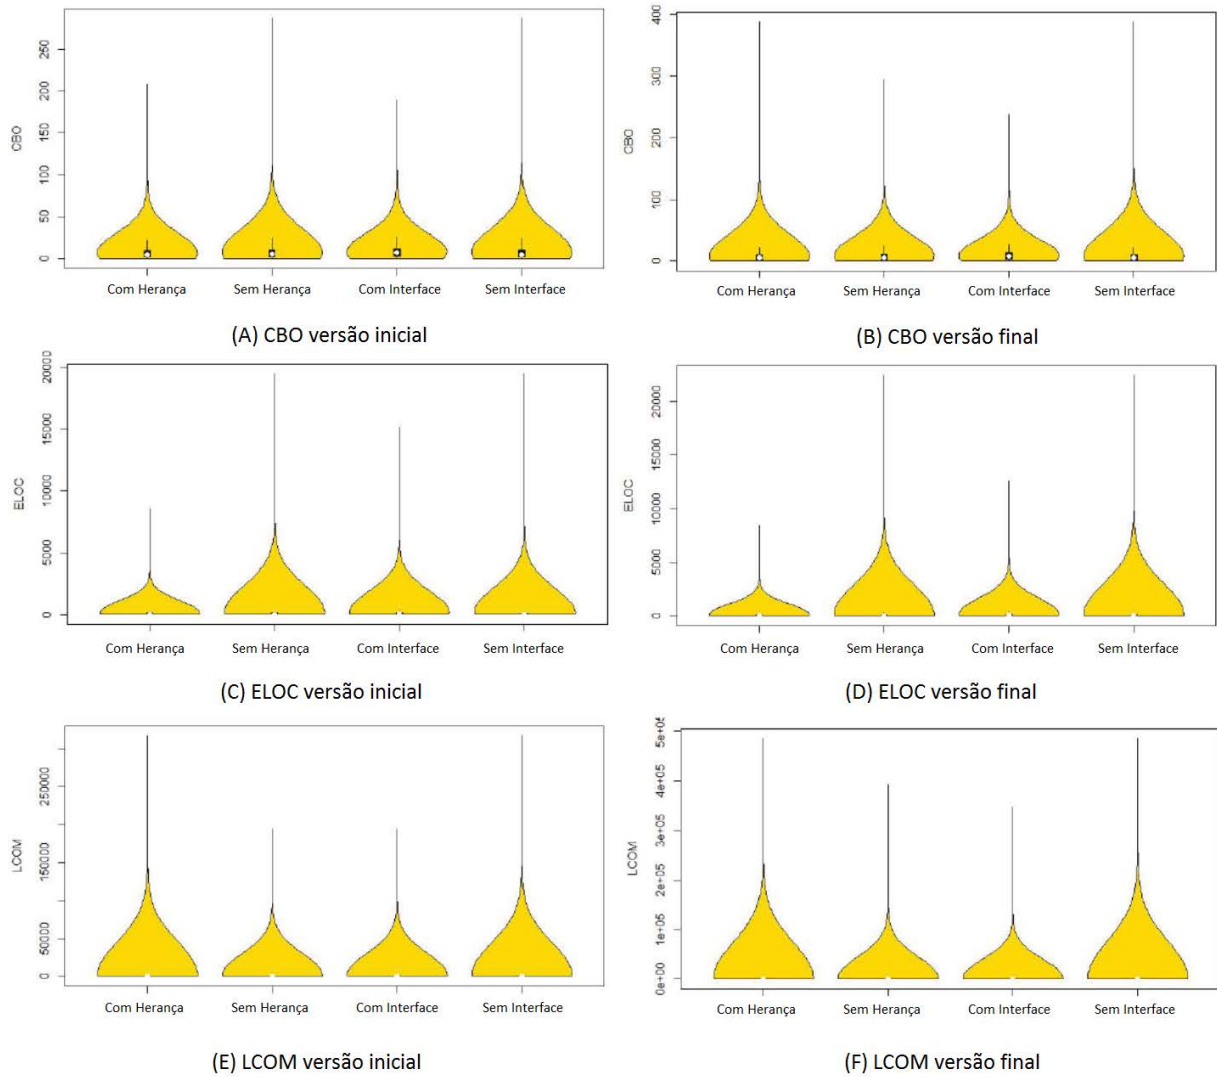 CBO
250
200
150
100
50
0
Com Herança Sem Herança Com Interface Sem Interface
(A) CBO versão inicial
CBO
400
300
200
100
0
Com Herança Sem Herança Com Interface Sem Interface
(B) CBO versão final
ELOC
20000
15000
10000
5000
0
Com Herança Sem Herança Com Interface Sem Interface
(C) ELOC versão inicial
ELOC
20000
15000
10000
5000
0
Com Herança Sem Herança Com Interface Sem Interface
(D) ELOC versão final
LCOM
250000
150000
50000
0
Com Herança Sem Herança Com Interface Sem Interface
(E) LCOM versão inicial
LCOM
5e+05
4e+05
3e+05
2e+05
1e+05
0e+00
Com Herança Sem Herança Com Interface Sem Interface
(F) LCOM versão final